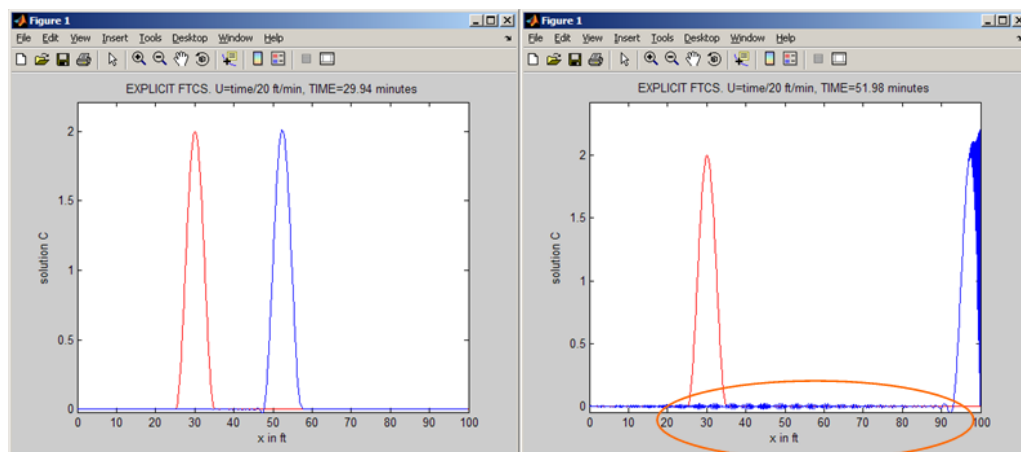 Figure 1
File Edit View Insert Tools Desktop Window Help
EXPLICIT FTCS. U=time/20 ft/min, TIME=29.94 minutes
2
1.5
1
0.5
0
solution C
0 10 20 30 40 50 60 70 80 90 100
x in ft
Figure 1
File Edit View Insert Tools Desktop Window Help
EXPLICIT FTCS. U=time/20 ft/min, TIME=51.98 minutes
2
1.5
1
0.5
0
solution C
0 10 20 30 40 50 60 70 80 90 100
x in ft